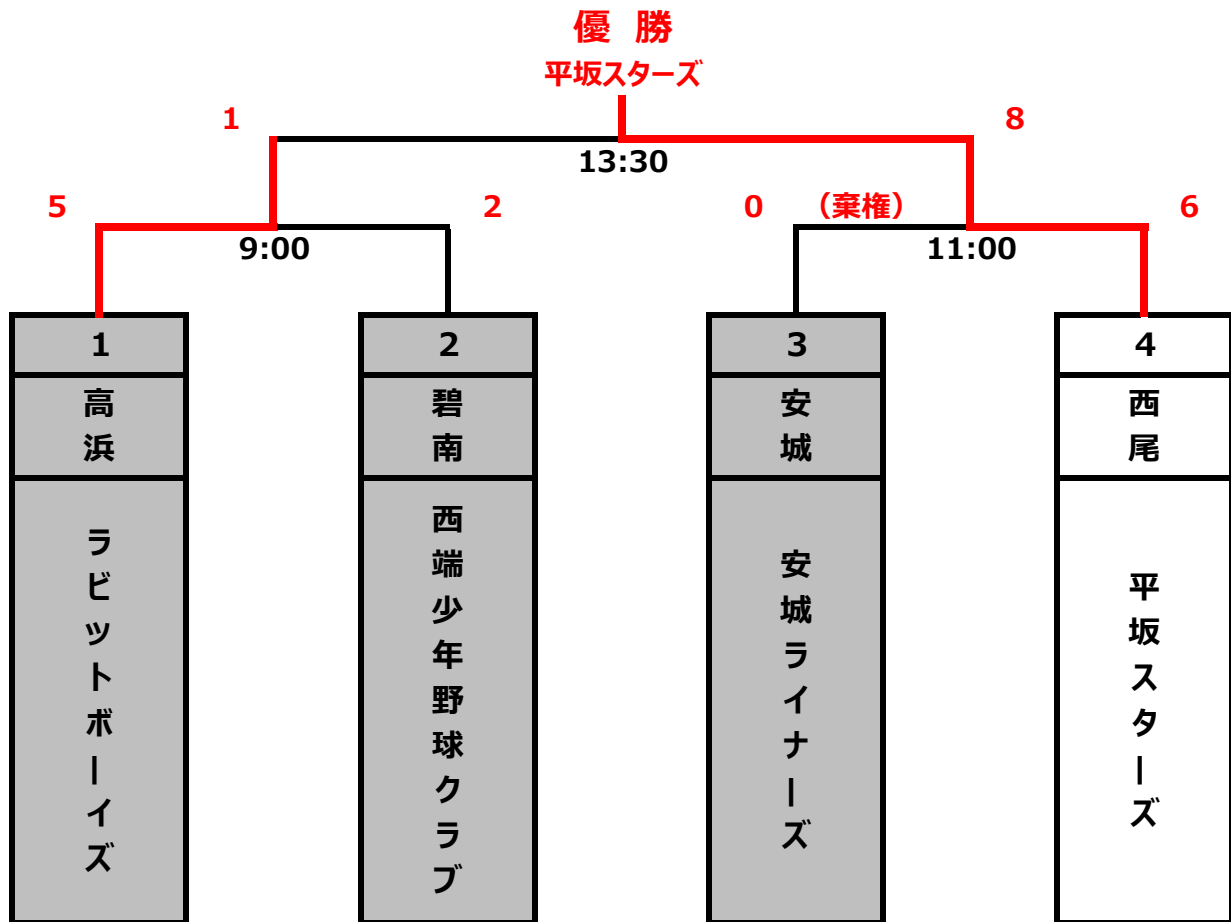 優 勝
平坂スターズ
1
8
13:30
5
2
0
（棄権）
6
9:00
11:00
1
2
3
4
高浜
碧南
安城
西尾
ラビットボーイズ
西端少年野球クラブ
安城ライナーズ
平坂スターズ